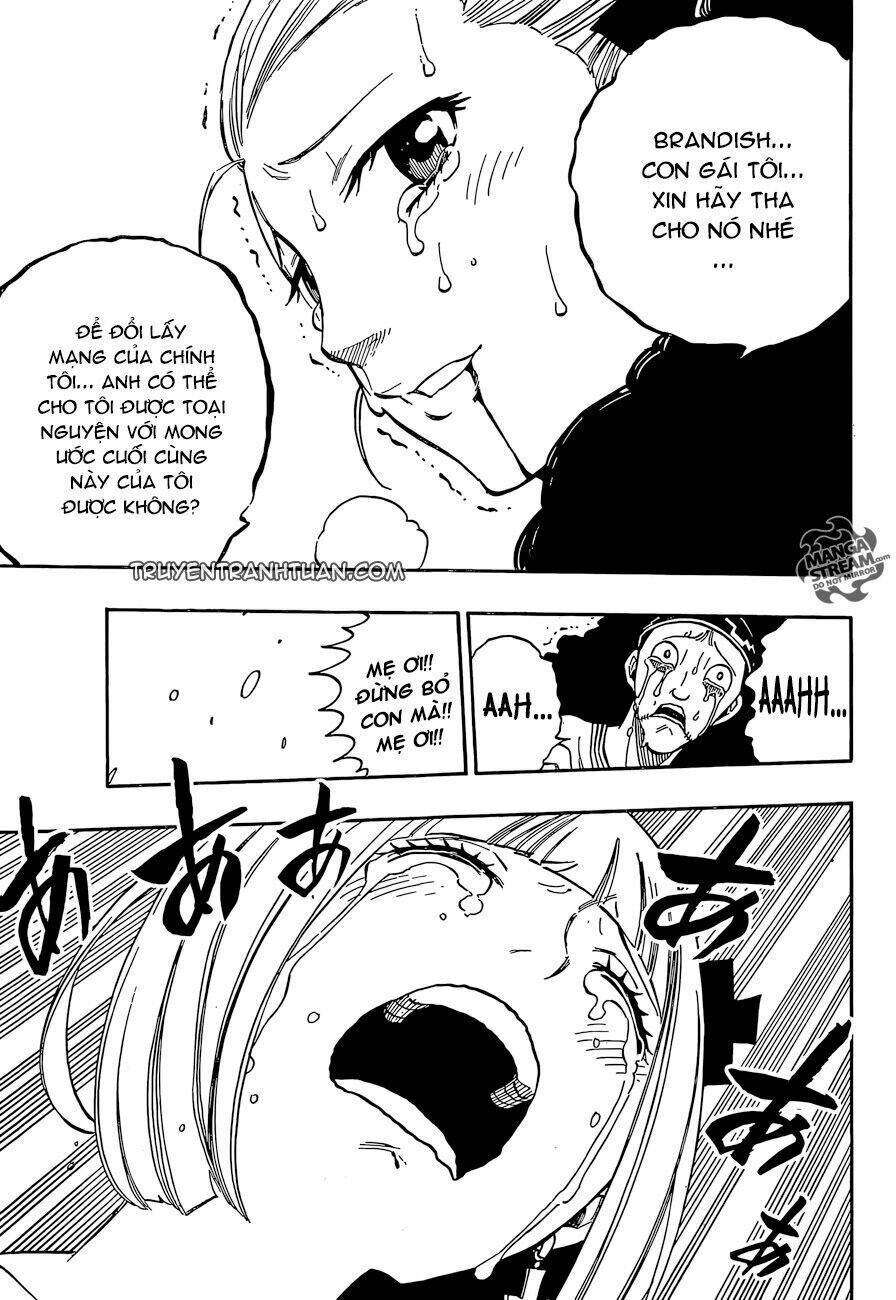 BRANDISH...
CON GÁI TÔI...
XIN HÃY THA
CHO NÓ NHÉ
...
ĐỂ ĐỔI LẤY
MẠNG CỦA CHÍNH
TÔI... ANH CÓ THỂ
CHO TÔI ĐƯỢC TOẠI
NGUYỆN VỚI MONG
ƯỚC CUỐI CÙNG
NÀY CỦA TÔI
ĐƯỢC KHÔNG?
TRUYENTRANHTUAN.COM
MANGA
STREAM.com
DO NOT MIRROR
AAAHH...
AAH...
MẸ ƠI!!
ĐỪNG BỎ
CON MÀ!!
MẸ ƠI!!
あ
あ
あ
あ
あ
あ